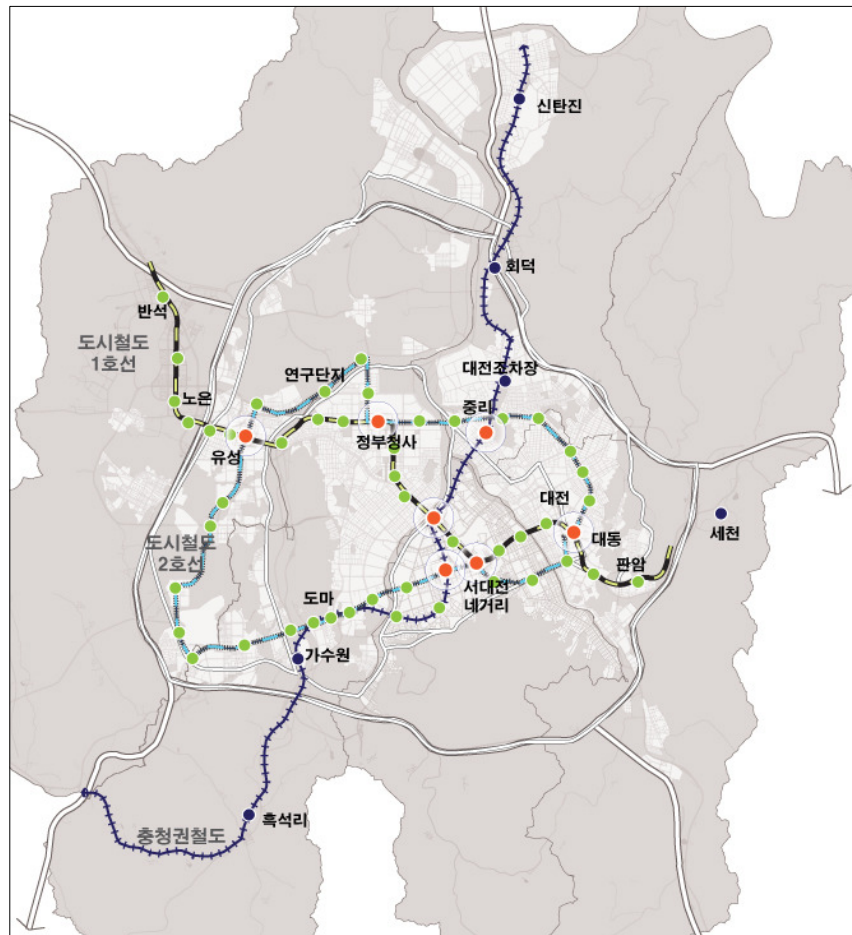 신탄진
회덕
반석
도시철도
1호선
대전조차장
연구단지
노은
중리
유성
정부청사
대전
세천
도시철도
2호선
대동
판암
서대전
네거리
도마
가수원
흑석리
충청권철도